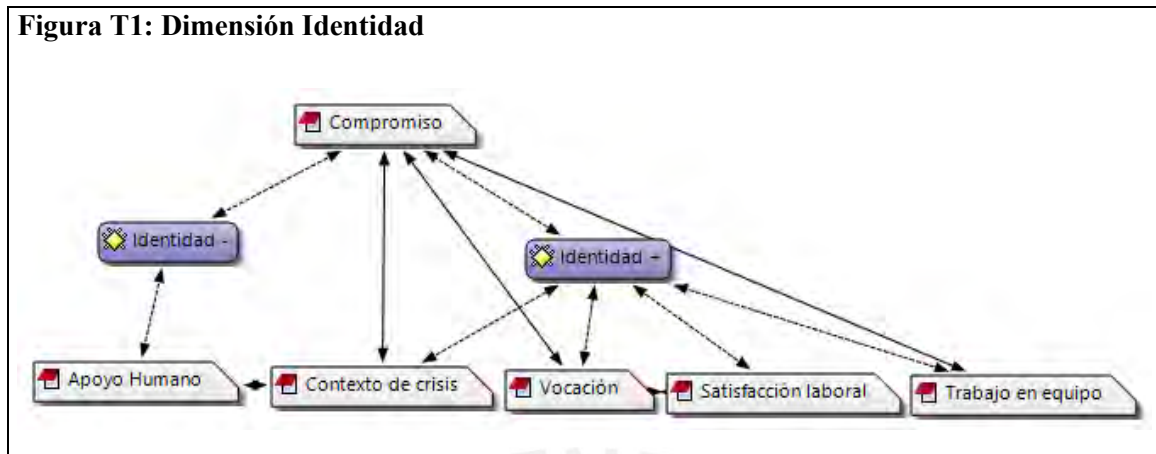 Figura T1: Dimensión Identidad
Compromiso
Identidad -
Identidad +
Apoyo Humano
Contexto de crisis
Vocación
Satisfacción laboral
Trabajo en equipo